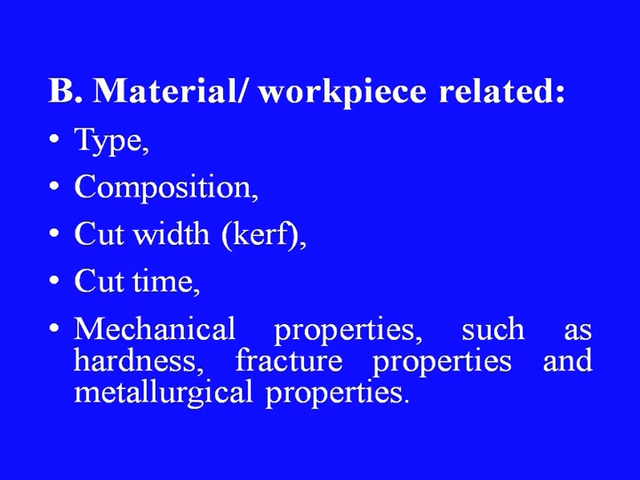 B. Material/ workpiece related:
• Type,
• Composition,
• Cut width (kerf),
• Cut time,
• Mechanical properties, such as
hardness, fracture properties and
metallurgical properties.